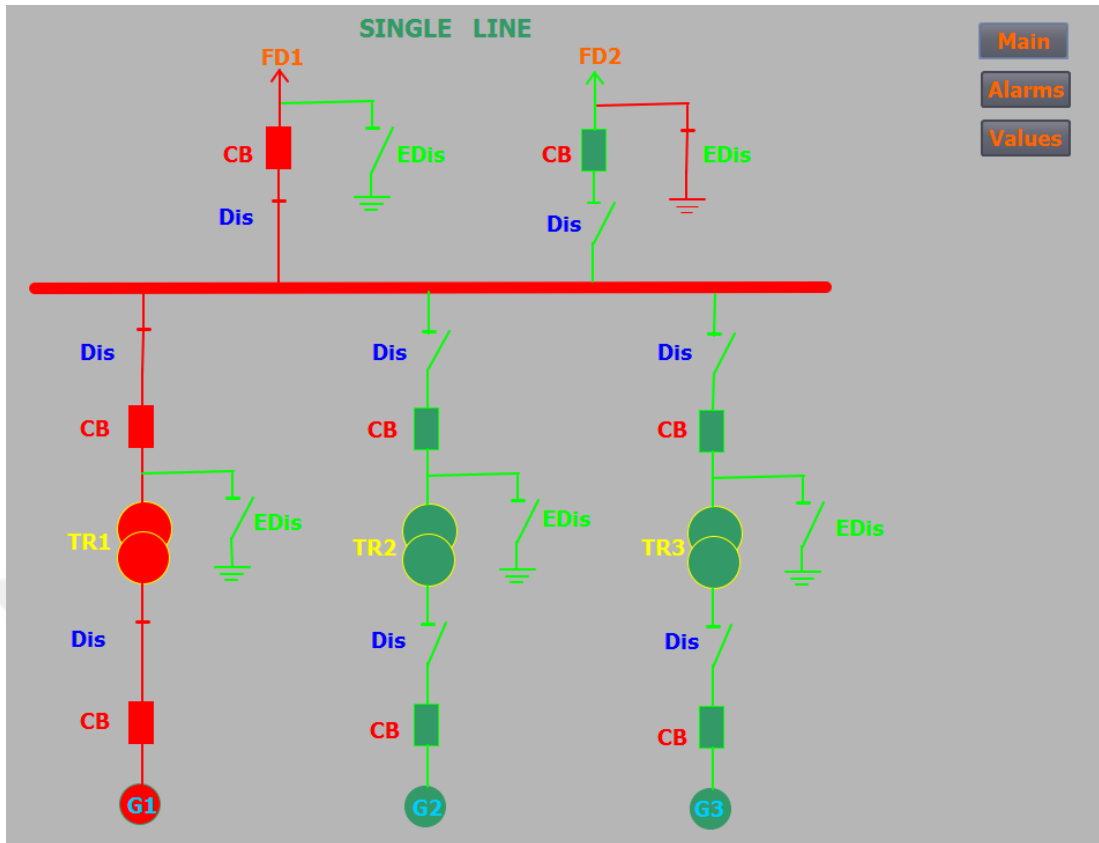 SINGLE LINE
Main
FD1
FD2
Alarms
Values
CB
EDis
CB
EDis
Dis
Dis
Dis
Dis
Dis
CB
CB
CB
TR1
EDis
TR2
EDis
TR3
EDis
Dis
Dis
Dis
CB
CB
CB
G1
G2
G3